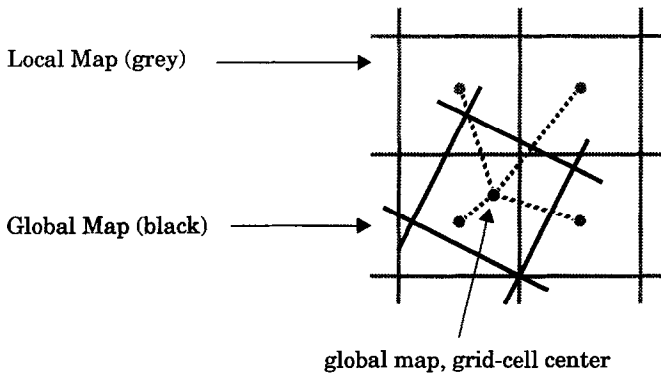 Local Map (grey)
Global Map (black)
global map, grid-cell center